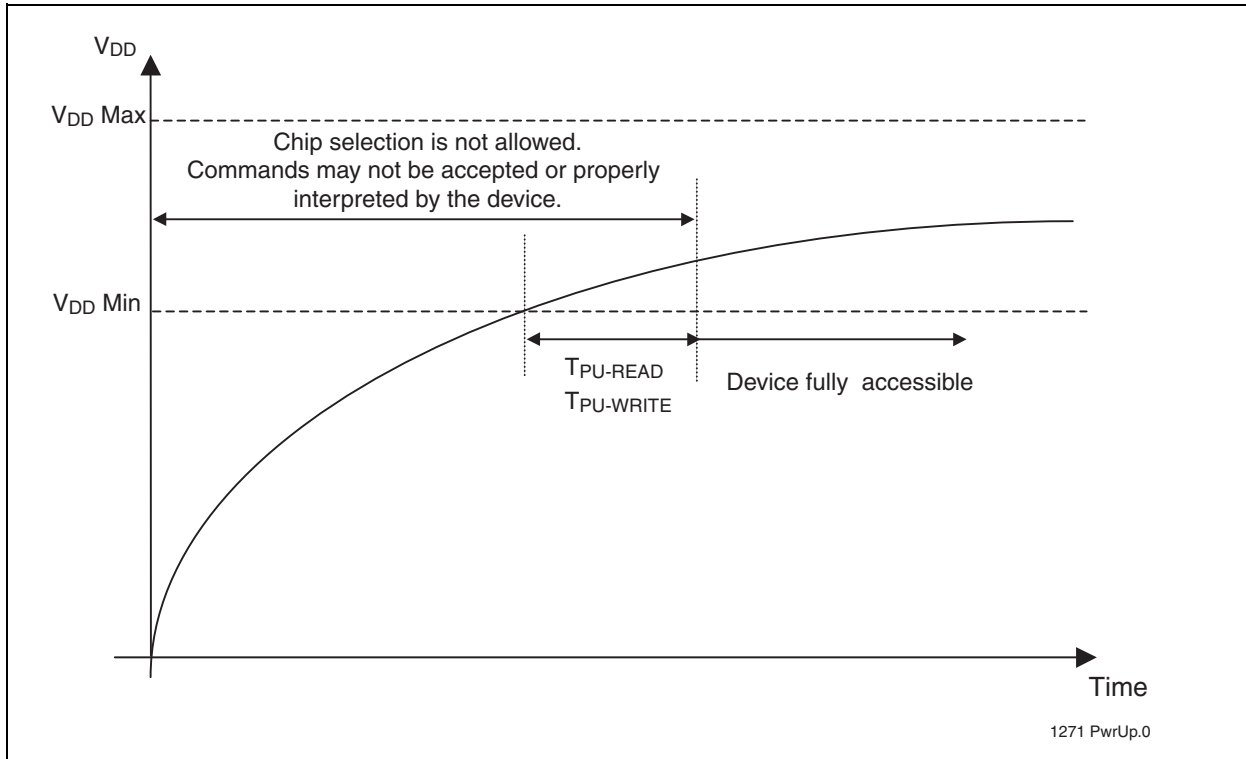 VDD
VDD Max
Chip selection is not allowed.
Commands may not be accepted or properly
interpreted by the device.
VDD Min
TPU-READ
TPU-WRITE
Device fully accessible
Time
1271 PwrUp.0